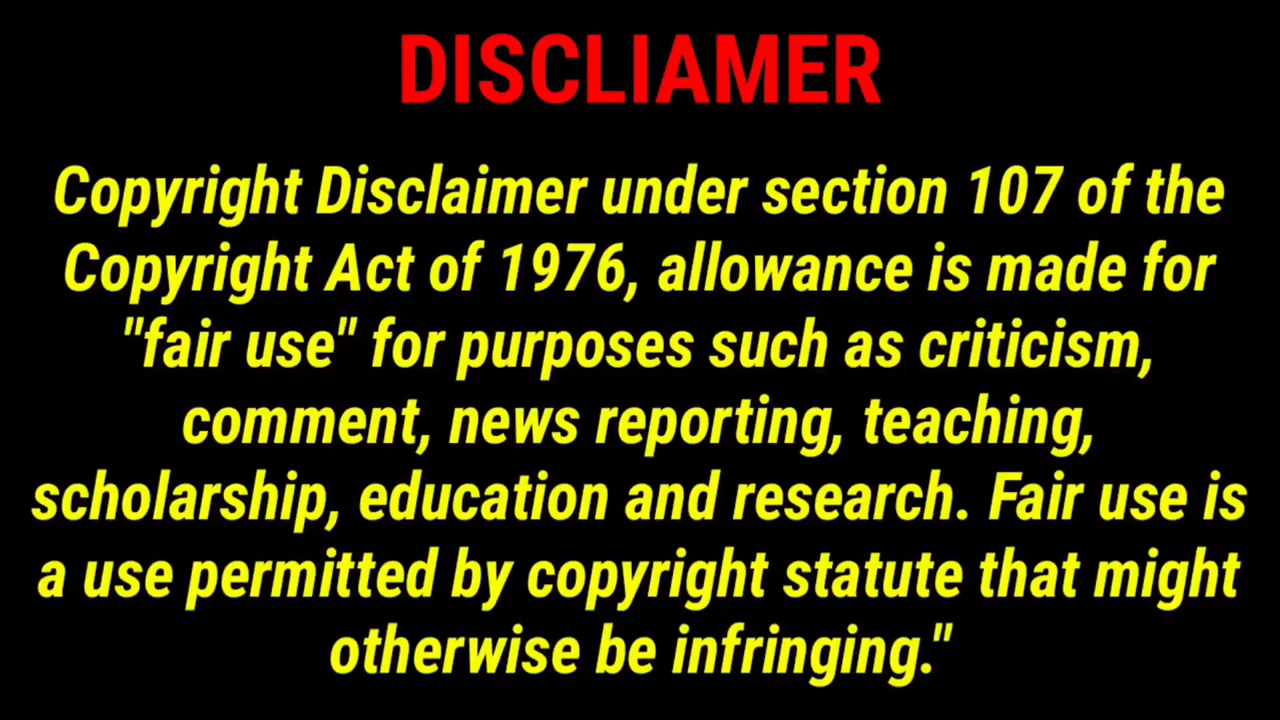 DISCLIAMER
Copyright Disclaimer under section 107 of the
Copyright Act of 1976, allowance is made for
"fair use" for purposes such as criticism,
comment, news reporting, teaching,
scholarship, education and research. Fair use is
a use permitted by copyright statute that might
otherwise be infringing."